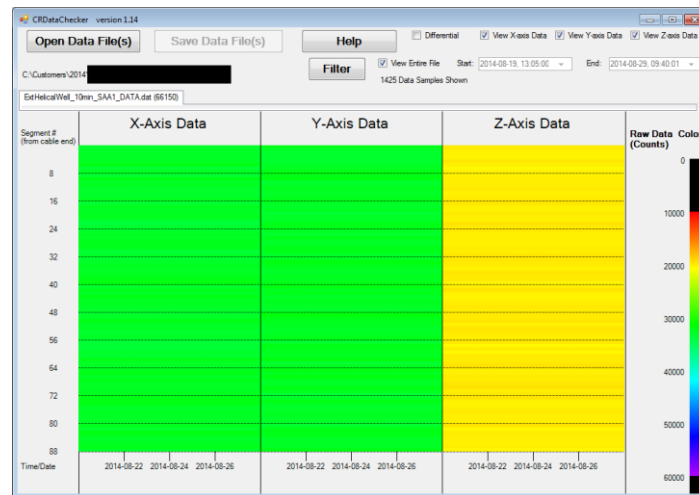 CRDataChecker version 1.14
Open Data File(s) Save Data File(s) Help Differential View X-axis Data View Y-axis Data View Z-axis Data
Filter View Entire File Start: 2014-08-19, 13:05:00 End: 2014-08-29, 09:40:01
C:\Customers\2014\
1425 Data Samples Shown
ExtHelicalWell_10min_SAA1_DATA.dat (66150)
X-Axis Data Y-Axis Data Z-Axis Data
Segment #
(from cable end)
Raw Data Colo
(Counts)
0
8
16
24
32
40
48
56
64
72
80
88
10000
20000
30000
40000
50000
60000
Time/Date 2014-08-22 2014-08-24 2014-08-26 2014-08-22 2014-08-24 2014-08-26 2014-08-22 2014-08-24 2014-08-26